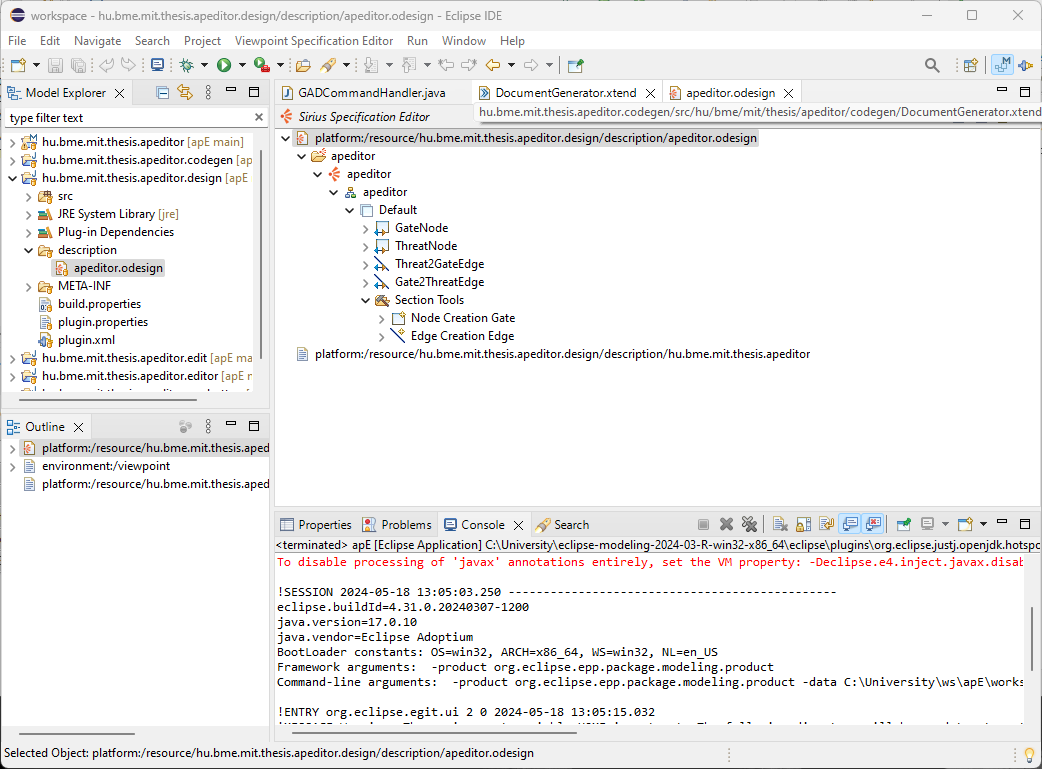 workspace - hu.bme.mit.thesis.apeditor.design/description/apeditor.odesign - Eclipse IDE
File Edit Navigate Search Project Viewpoint Specification Editor Run Window Help
Model Explorer
type filter text
hu.bme.mit.thesis.apeditor [apE main]
hu.bme.mit.thesis.apeditor.codegen [ap
hu.bme.mit.thesis.apeditor.design [apE
src
JRE System Library [jre]
Plug-in Dependencies
description
apeditor.odesign
META-INF
build.properties
plugin.properties
plugin.xml
hu.bme.mit.thesis.apeditor.edit [apE ma
hu.bme.mit.thesis.apeditor.editor [apE r
Outline
platform:/resource/hu.bme.mit.thesis.aped
environment:/viewpoint
platform:/resource/hu.bme.mit.thesis.aped
GADCommandHandler.java DocumentGenerator.xtend apeditor.odesign
hu.bme.mit.thesis.apeditor.codegen/src/hu/bme/mit/thesis/apeditor/codegen/DocumentGenerator.xtend
Sirius Specification Editor
platform:/resource/hu.bme.mit.thesis.apeditor.design/description/apeditor.odesign
apeditor
apeditor
apeditor
Default
GateNode
ThreatNode
Threat2GateEdge
Gate2ThreatEdge
Section Tools
Node Creation Gate
Edge Creation Edge
platform:/resource/hu.bme.mit.thesis.apeditor.design/description/hu.bme.mit.thesis.apeditor
Properties Problems Console Search
<terminated> apE [Eclipse Application] C:\University\eclipse-modeling-2024-03-R-win32-x86_64\eclipse\plugins\org.eclipse.justj.openjdk.hotspc
To disable processing of 'javax' annotations entirely, set the VM property: -Declipse.e4.inject.javax.disab
!SESSION 2024-05-18 13:05:03.250 -----------------------------------------------
eclipse.buildId=4.31.0.20240307-1200
java.version=17.0.10
java.vendor=Eclipse Adoptium
BootLoader constants: OS=win32, ARCH=x86_64, WS=win32, NL=en_US
Framework arguments:  -product org.eclipse.epp.package.modeling.product
Command-line arguments:  -product org.eclipse.epp.package.modeling.product -data C:\University\ws\apE\works
!ENTRY org.eclipse.egit.ui 2 0 2024-05-18 13:05:15.032
Selected Object: platform:/resource/hu.bme.mit.thesis.apeditor.design/description/apeditor.odesign